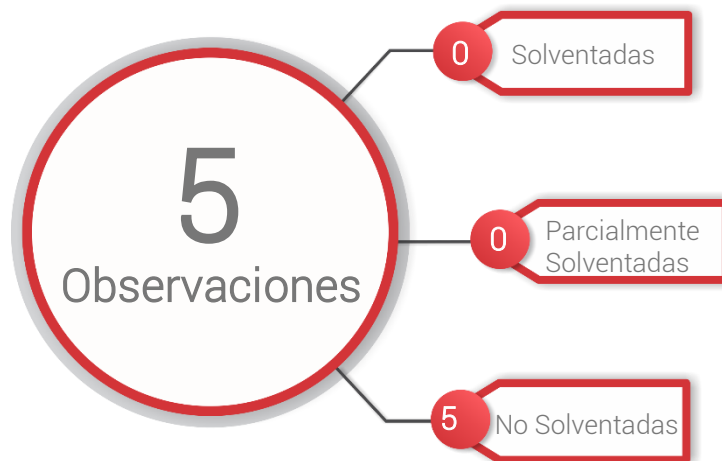 5
Observaciones
0
Solventadas
0
Parcialmente
Solventadas
5
No Solventadas